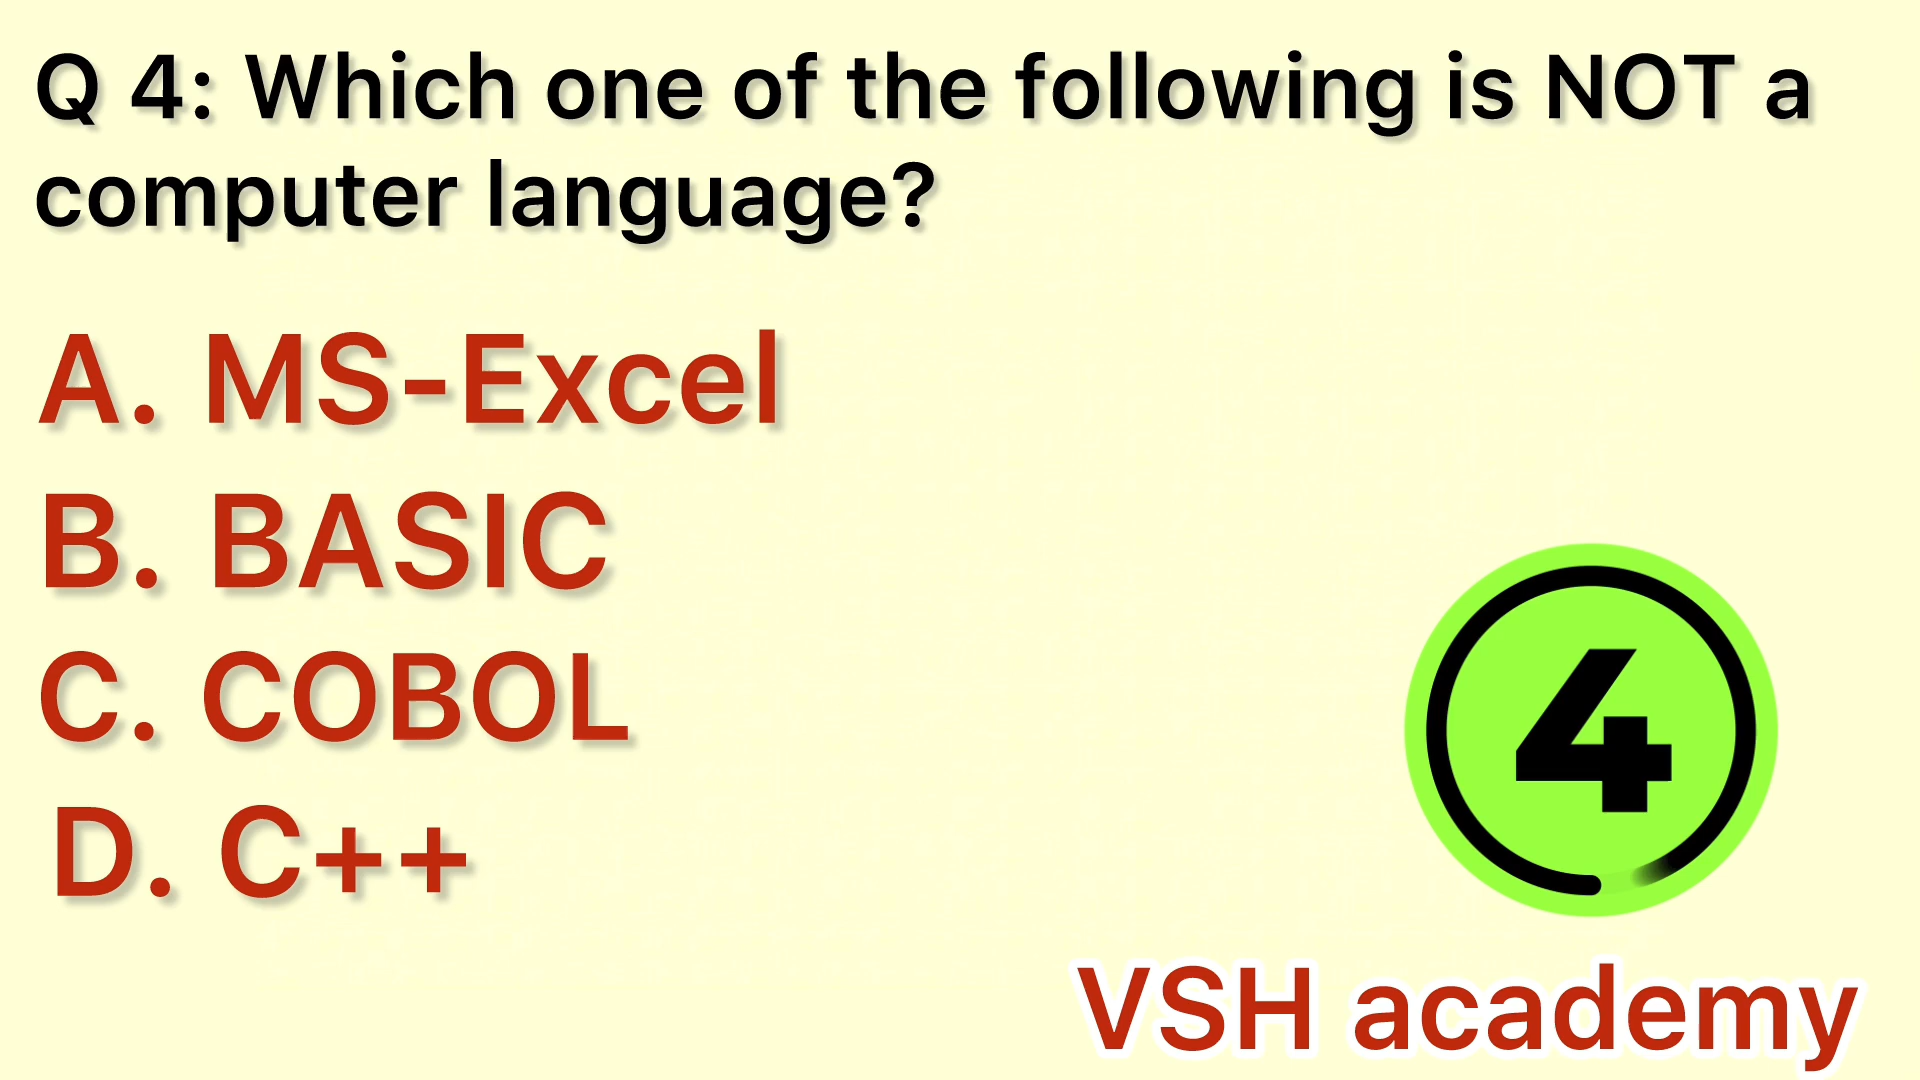 Q 4: Which one of the following is NOT a
computer language?
A. MS-Excel
B. BASIC
C. COBOL
D. C++
4
VSH academy